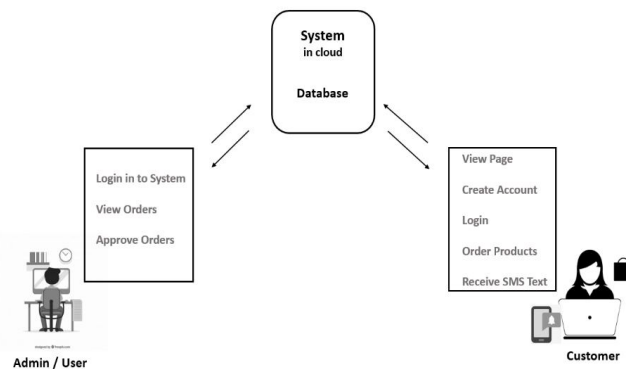 System
in cloud
Database
Login in to System
View Orders
Approve Orders
View Page
Create Account
Login
Order Products
Receive SMS Text
Admin / User
Customer